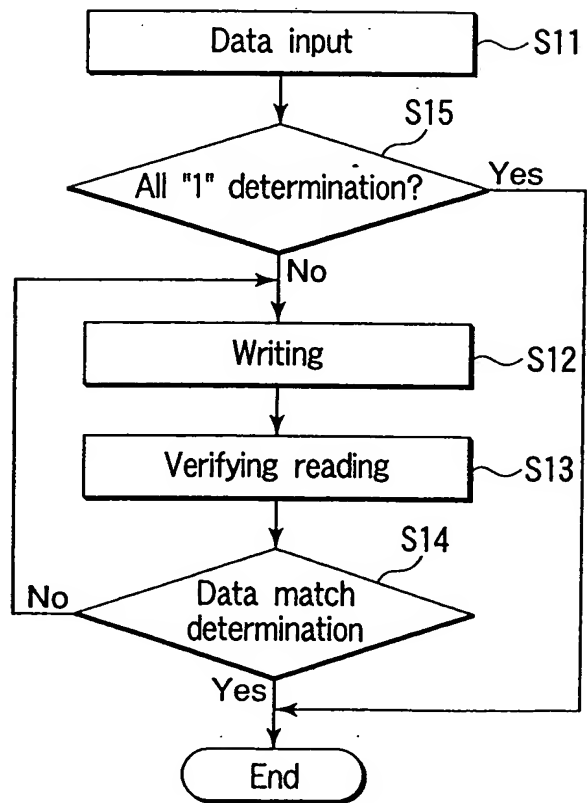 Data input
S11
S15
All "1" determination?
Yes
No
Writing
S12
Verifying reading
S13
S14
No
Data match
determination
Yes
End